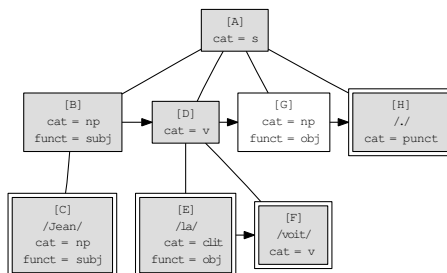 [A]
cat = s
[B]
cat = np
funct = subj
[D]
cat = v
[G]
cat = np
funct = obj
[H]
/./
cat = punct
[C]
/Jean/
cat = np
funct = subj
[E]
/la/
cat = clit
funct = obj
[F]
/voit/
cat = v